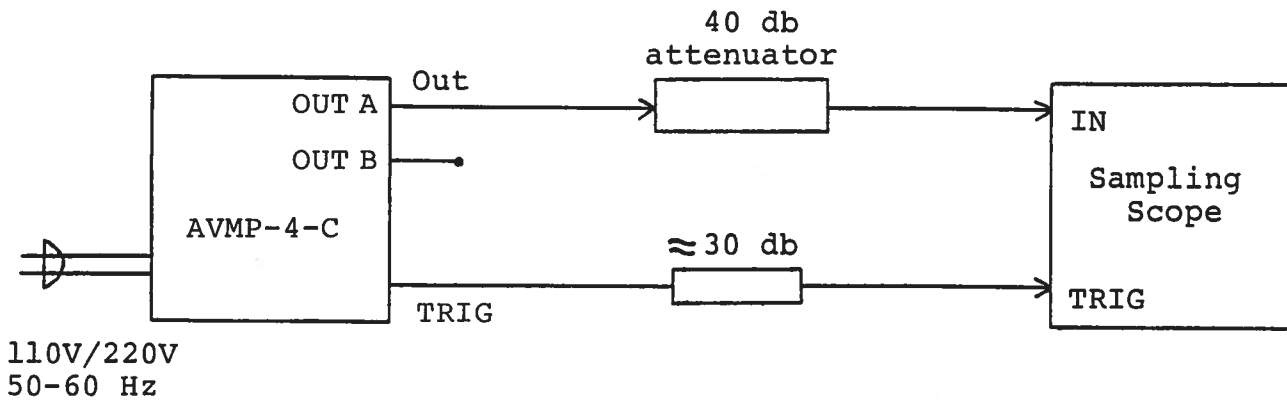 40 db
attenuator
Out
OUT A
OUT B
AVMP-4-C
TRIG
≈ 30 db
IN
Sampling
Scope
TRIG
110V/220V
50-60 Hz